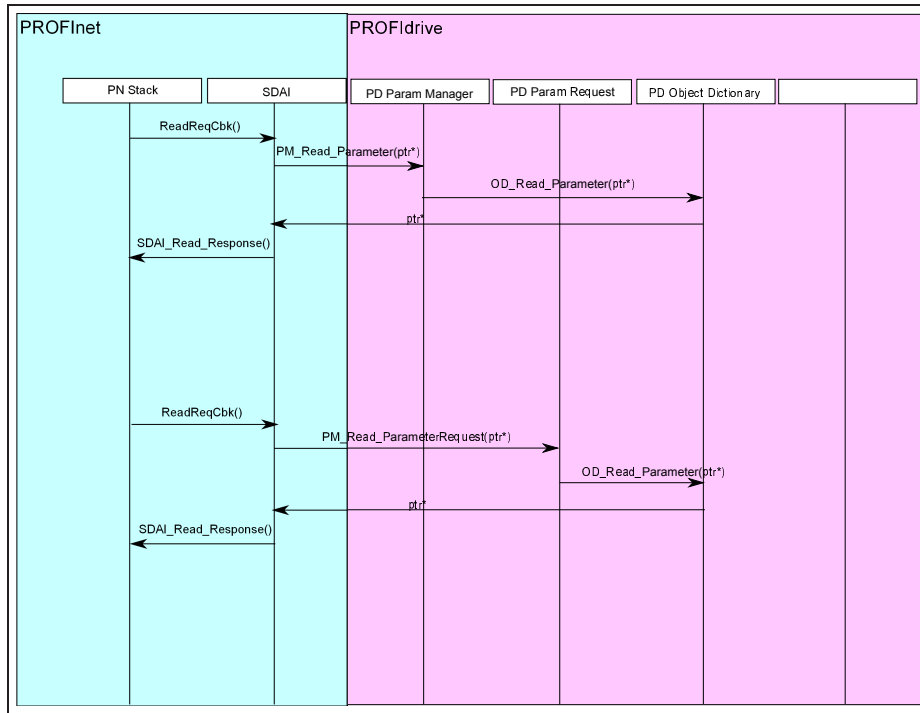 PROFInet
PROFIdrive
PN Stack
SDAI
PD Param Manager
PD Param Request
PD Object Dictionary
ReadReqCbk()
PM_Read_Parameter(ptr*)
OD_Read_Parameter(ptr*)
ptr*
SDAI_Read_Response()
ReadReqCbk()
PM_Read_ParameterRequest(ptr*)
OD_Read_Parameter(ptr*)
ptr*
SDAI_Read_Response()